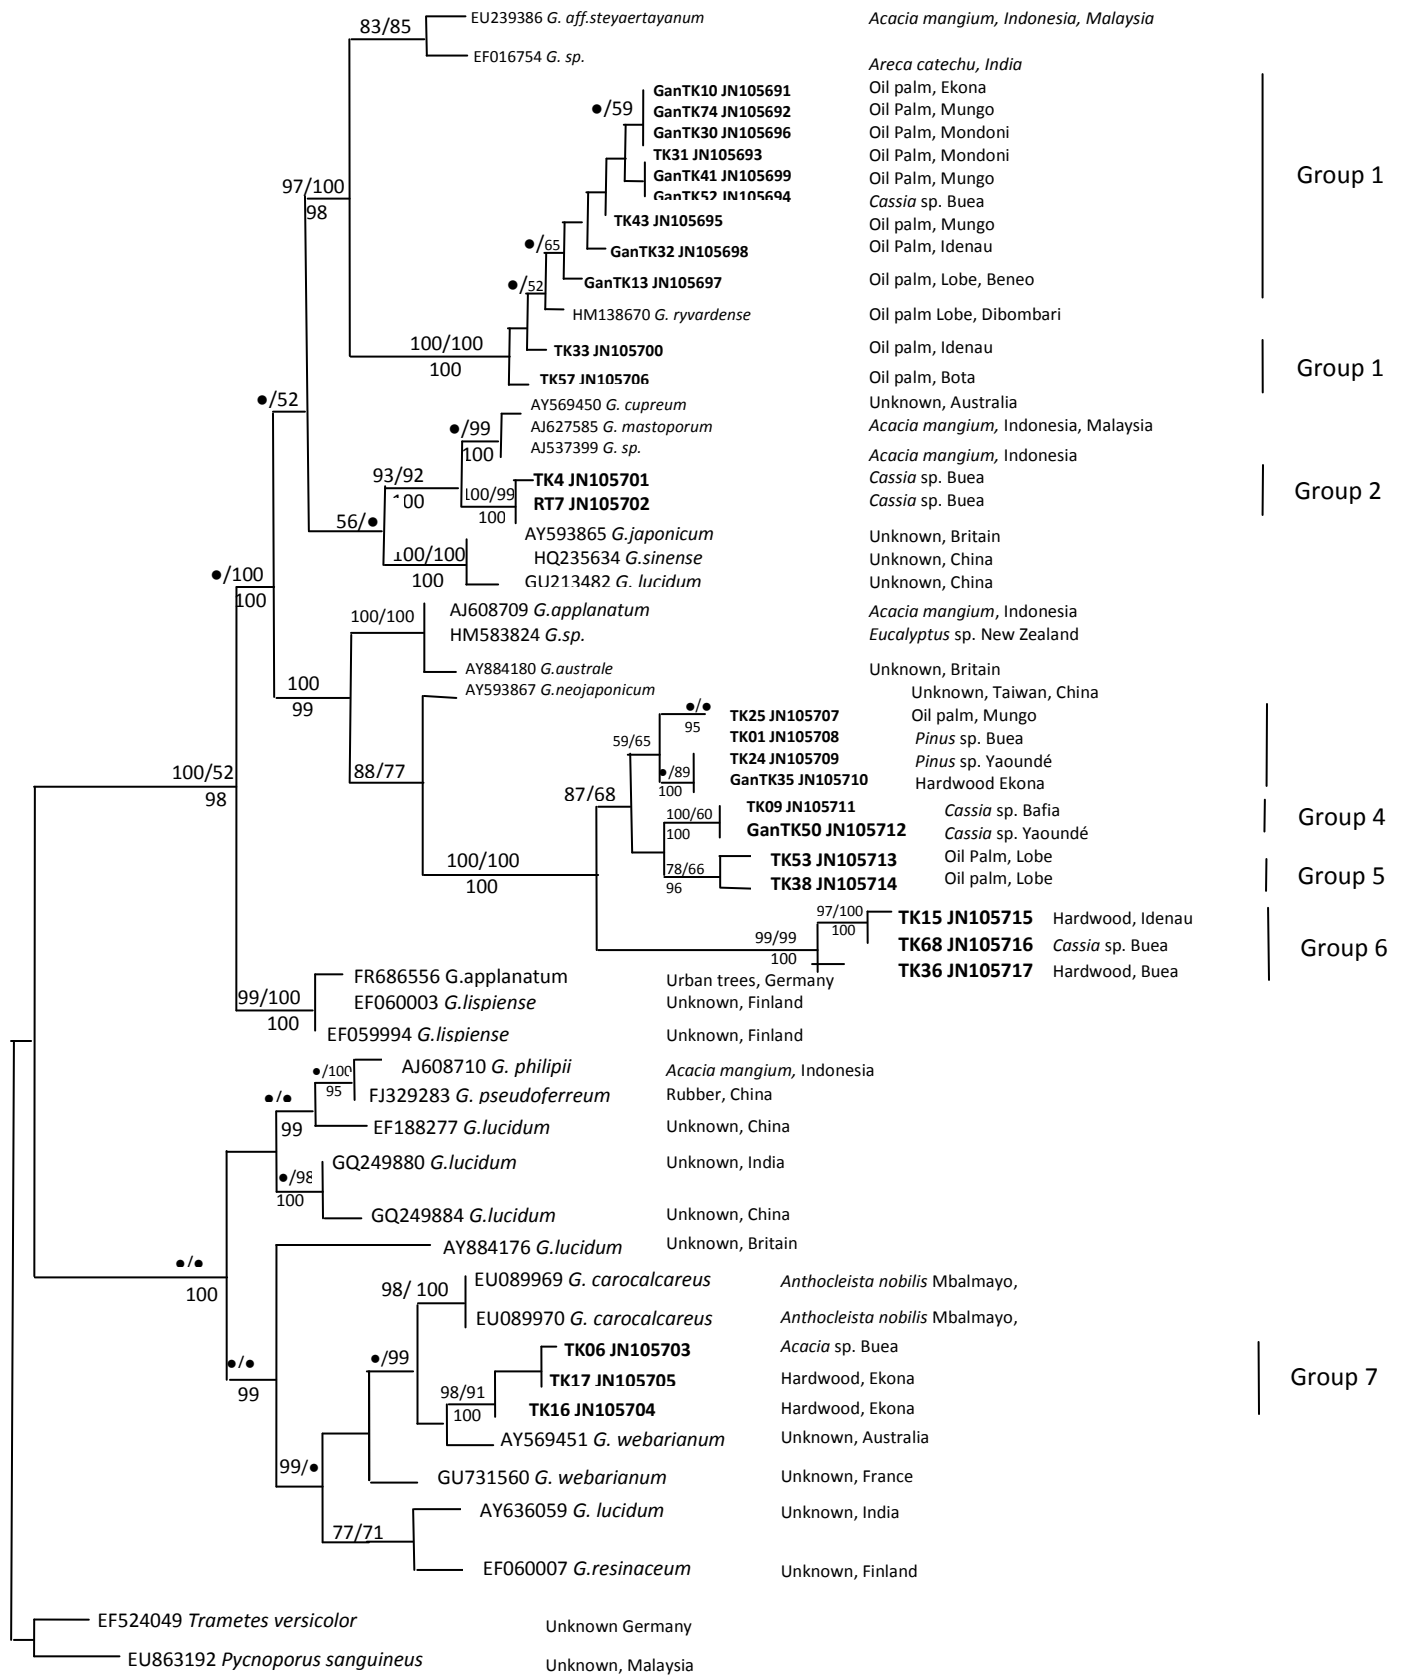 83/85
EU239386 G. aff.steyaertayanum Acacia mangium, Indonesia, Malaysia
EF016754 G. sp.
Areca catechu, India
GanTK10 JN105691 Oil palm, Ekona
●/59
GanTK74 JN105692 Oil Palm, Mungo
GanTK30 JN105696 Oil Palm, Mondoni
TK31 JN105693 Oil Palm, Mondoni
GanTK41 JN105699 Oil Palm, Mungo
Group 1
97/100
GanTK52 JN105694 Cassia sp. Buea
98
TK43 JN105695 Oil palm, Mungo
●/65
GanTK32 JN105698 Oil Palm, Idenau
●/52
GanTK13 JN105697 Oil palm, Lobe, Beneo
HM138670 G. ryvardense Oil palm Lobe, Dibombari
100/100
100
TK33 JN105700 Oil palm, Idenau
Group 1
TK57 JN105706 Oil palm, Bota
●/52
AY569450 G. cupreum Unknown, Australia
●/99
100
AJ627585 G. mastoporum Acacia mangium, Indonesia, Malaysia
AJ537399 G. sp.
Acacia mangium, Indonesia
93/92
100
TK4 JN105701 Cassia sp. Buea
100/99
100
RT7 JN105702 Cassia sp. Buea
Group 2
56/●
AY593865 G.japonicum Unknown, Britain
100/100
100
HQ235634 G.sinense Unknown, China
GU213482 G. lucidum Unknown, China
●/100
100
AJ608709 G.applanatum Acacia mangium, Indonesia
100/100
HM583824 G.sp. Eucalyptus sp. New Zealand
AY884180 G.australe Unknown, Britain
100
99
AY593867 G.neojaponicum Unknown, Taiwan, China
●/●
95
TK25 JN105707 Oil palm, Mungo
59/65
TK01 JN105708 Pinus sp. Buea
TK24 JN105709 Pinus sp. Yaoundé
●/89
100
GanTK35 JN105710 Hardwood Ekona
100/52
98
88/77
87/68
TK09 JN105711 Cassia sp. Bafia
100/60
100
GanTK50 JN105712 Cassia sp. Yaoundé
Group 4
100/100
100
TK53 JN105713 Oil Palm, Lobe
78/66
96
TK38 JN105714 Oil palm, Lobe
Group 5
97/100
100
TK15 JN105715 Hardwood, Idenau
99/99
100
TK68 JN105716 Cassia sp. Buea
Group 6
TK36 JN105717 Hardwood, Buea
FR686556 G.applanatum Urban trees, Germany
99/100
100
EF060003 G.lispiense Unknown, Finland
EF059994 G.lispiense Unknown, Finland
●/100
95
AJ608710 G. philipii Acacia mangium, Indonesia
FJ329283 G. pseudoferreum Rubber, China
●/●
99
EF188277 G.lucidum Unknown, China
GQ249880 G.lucidum Unknown, India
●/98
100
GQ249884 G.lucidum Unknown, China
AY884176 G.lucidum Unknown, Britain
●/●
100
98/ 100
EU089969 G. carocalcareus Anthocleista nobilis Mbalmayo,
EU089970 G. carocalcareus Anthocleista nobilis Mbalmayo,
●/99
TK06 JN105703 Acacia sp. Buea
●/●
99
TK17 JN105705 Hardwood, Ekona
Group 7
98/91
100
TK16 JN105704 Hardwood, Ekona
AY569451 G. webarianum Unknown, Australia
99/●
GU731560 G. webarianum Unknown, France
AY636059 G. lucidum Unknown, India
77/71
EF060007 G.resinaceum Unknown, Finland
EF524049 Trametes versicolor Unknown Germany
EU863192 Pycnoporus sanguineus Unknown, Malaysia